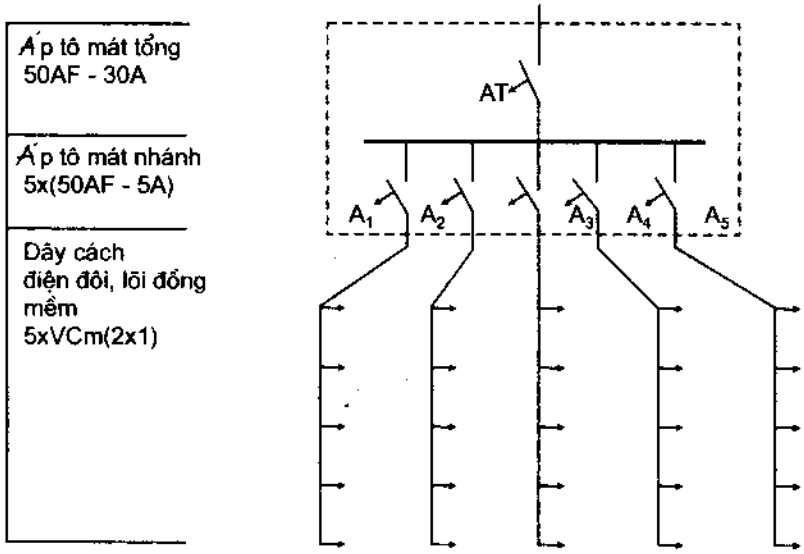 Áp tô mát tổng
50AF - 30A
Áp tô mát nhánh
5x(50AF - 5A)
Dây cách
điện đôi, lõi đồng
mềm
5xVCm(2x1)
AT
A1 A2 A3 A4 A5